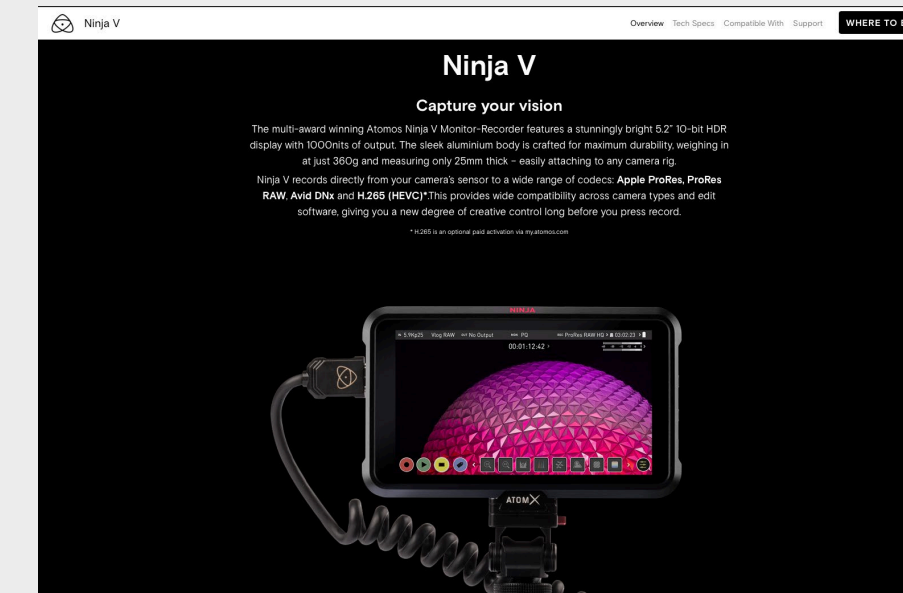 Ninja V
Overview Tech Specs Compatible With Support WHERE TO
Ninja V
Capture your vision
The multi-award winning Atomos Ninja V Monitor-Recorder features a stunningly bright 5.2" 10-bit HDR
display with 1000nits of output. The sleek aluminium body is crafted for maximum durability, weighing in
at just 360g and measuring only 25mm thick – easily attaching to any camera rig.
Ninja V records directly from your camera's sensor to a wide range of codecs: Apple ProRes, ProRes
RAW, Avid DNx and H.265 (HEVC)*.This provides wide compatibility across camera types and edit
software, giving you a new degree of creative control long before you press record.
* H.265 is an optional paid activation via my.atomos.com
NINJA
5.9Kp25 Vlog RAW OUT No Output PQ ProRes RAW HQ 03:02:23
00:01:12:42
ATOMX